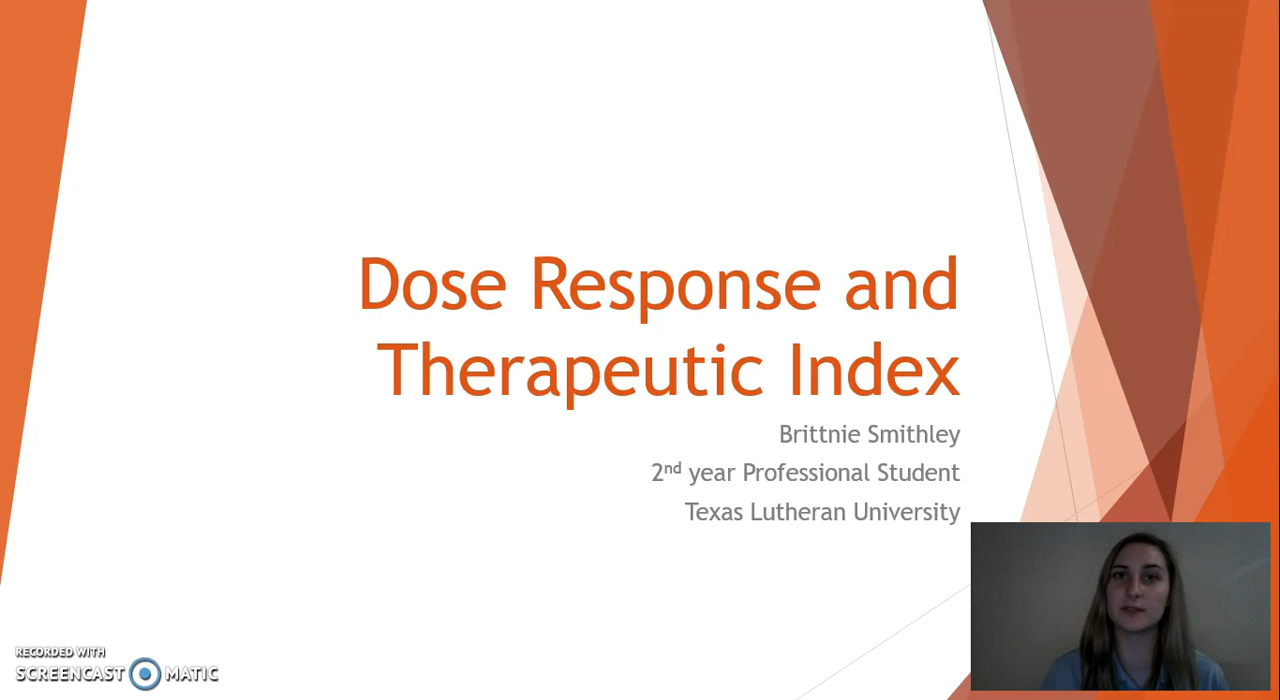 Dose Response and
Therapeutic Index
Brittnie Smithley
2nd year Professional Student
Texas Lutheran University
RECORDED WITH
SCREENCAST MATIC